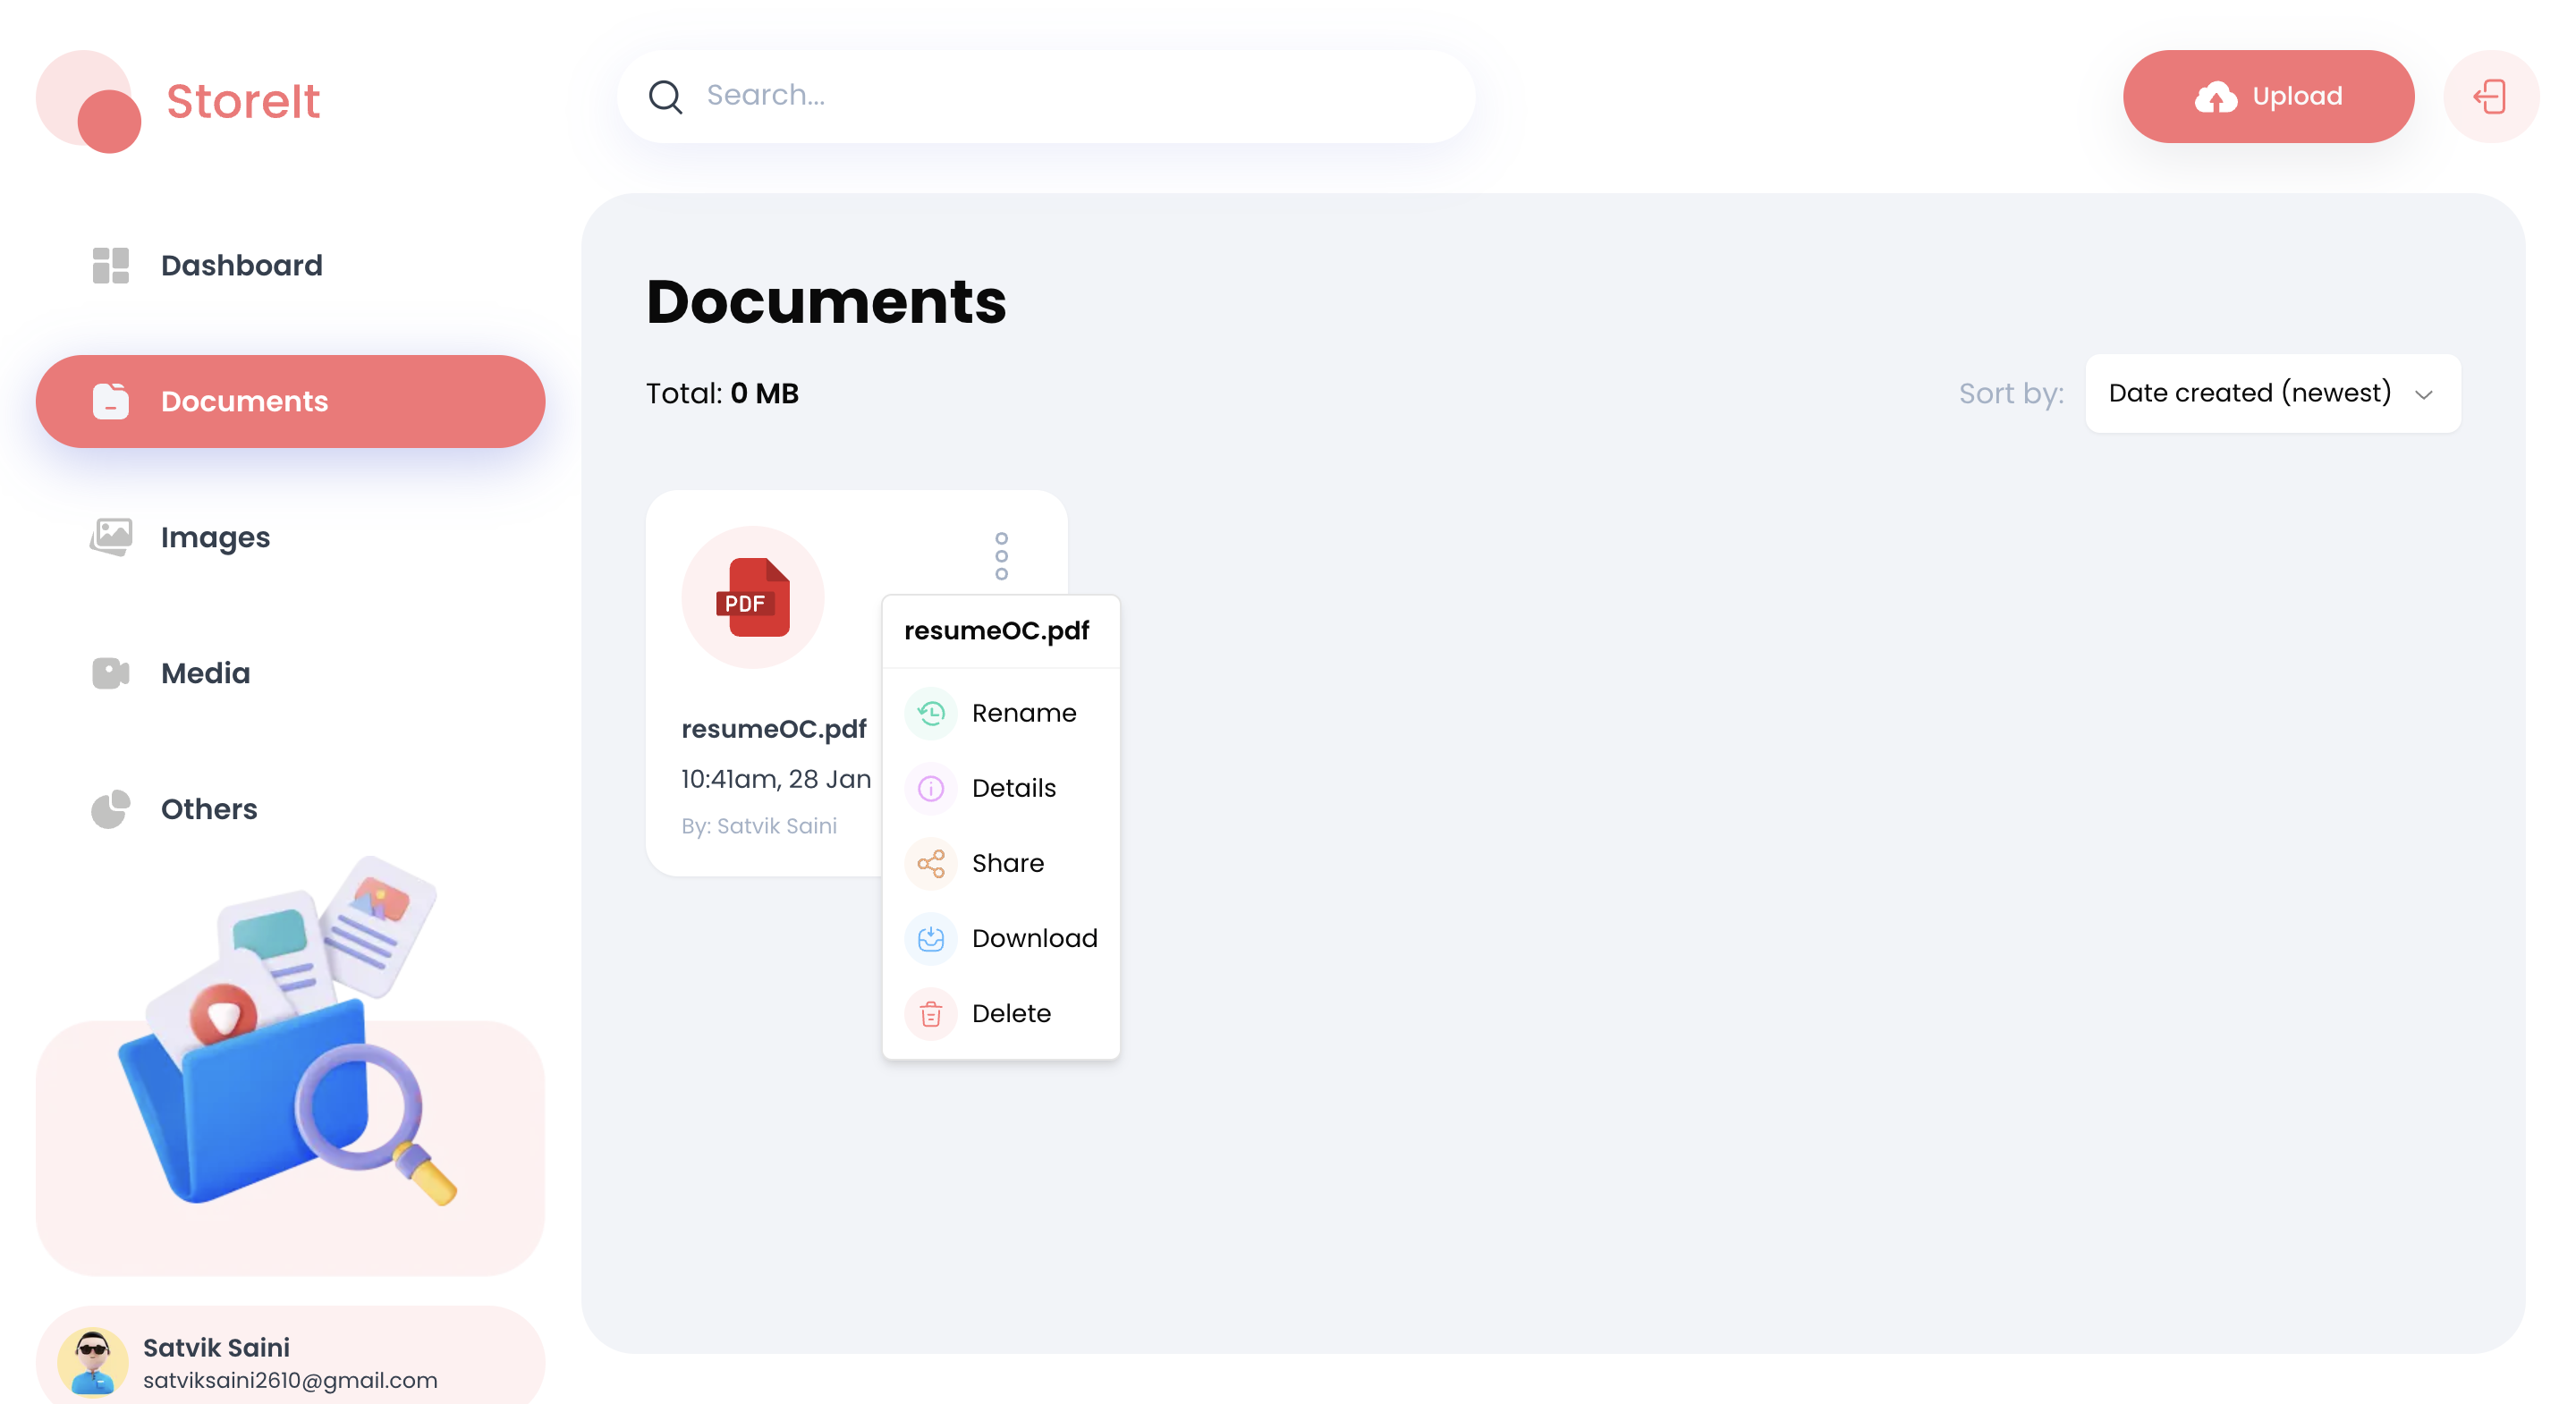 StoreIt
Search...
Upload
Dashboard
Documents
Images
Media
Others
Satvik Saini
satviksaini2610@gmail.com
Documents
Total: 0 MB
Sort by:
Date created (newest)
PDF
resumeOC.pdf
10:41am, 28 Jan
By: Satvik Saini
resumeOC.pdf
Rename
Details
Share
Download
Delete